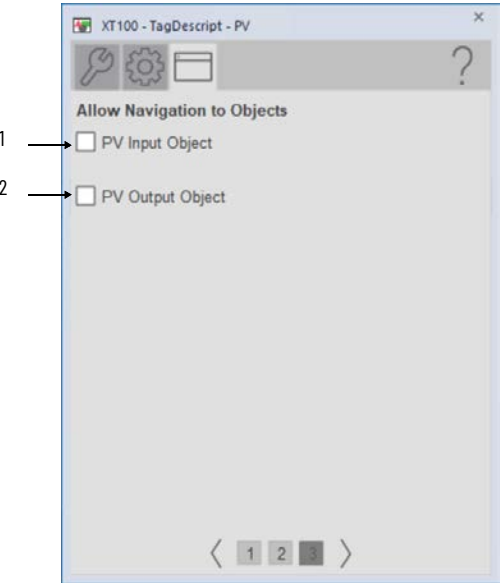 XT100 - TagDescript - PV
×
?
Allow Navigation to Objects
1
PV Input Object
2
PV Output Object
1 2 3